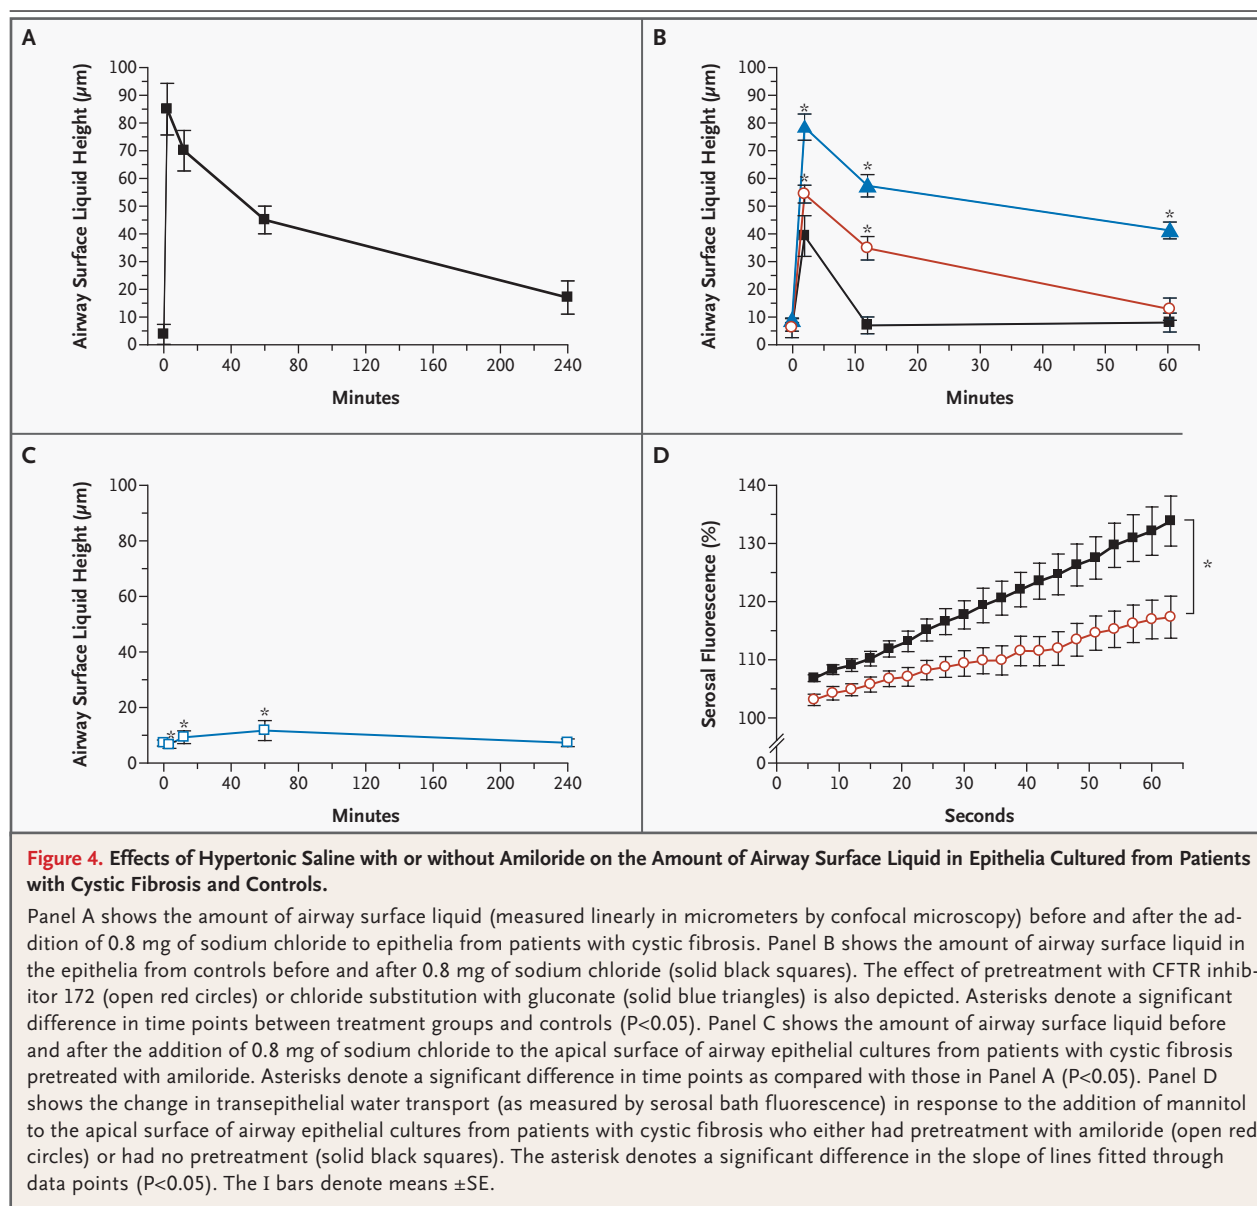 A
Airway Surface Liquid Height (µm)
100
90
80
70
60
50
40
30
20
10
0
0 40 80 120 160 200 240
Minutes
B
Airway Surface Liquid Height (µm)
100
90
80
70
60
50
40
30
20
10
0
* * * * *
0 10 20 30 40 50 60
Minutes
C
Airway Surface Liquid Height (µm)
100
80
60
40
20
0
* * *
0 40 80 120 160 200 240
Minutes
D
Serosal Fluorescence (%)
140
130
120
110
100
0
*
0 10 20 30 40 50 60
Seconds
Figure 4. Effects of Hypertonic Saline with or without Amiloride on the Amount of Airway Surface Liquid in Epithelia Cultured from Patients
with Cystic Fibrosis and Controls.
Panel A shows the amount of airway surface liquid (measured linearly in micrometers by confocal microscopy) before and after the ad-
dition of 0.8 mg of sodium chloride to epithelia from patients with cystic fibrosis. Panel B shows the amount of airway surface liquid in
the epithelia from controls before and after 0.8 mg of sodium chloride (solid black squares). The effect of pretreatment with CFTR inhib-
itor 172 (open red circles) or chloride substitution with gluconate (solid blue triangles) is also depicted. Asterisks denote a significant
difference in time points between treatment groups and controls (P<0.05). Panel C shows the amount of airway surface liquid before
and after the addition of 0.8 mg of sodium chloride to the apical surface of airway epithelial cultures from patients with cystic fibrosis
pretreated with amiloride. Asterisks denote a significant difference in time points as compared with those in Panel A (P<0.05). Panel D
shows the change in transepithelial water transport (as measured by serosal bath fluorescence) in response to the addition of mannitol
to the apical surface of airway epithelial cultures from patients with cystic fibrosis who either had pretreatment with amiloride (open red
circles) or had no pretreatment (solid black squares). The asterisk denotes a significant difference in the slope of lines fitted through
data points (P<0.05). The I bars denote means ±SE.